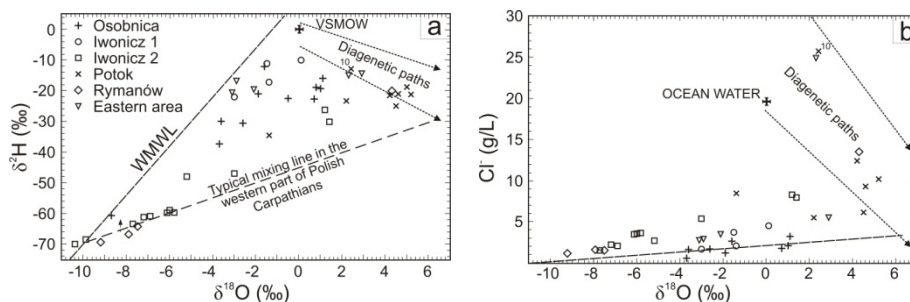 a
Osobnica
Iwonicz 1
Iwonicz 2
Potok
Rymanów
Eastern area
VSMOW
Diagenetic paths
10
WMWL
Typical mixing line in the
western part of Polish
Carpathians
0
-10
-20
-30
-40
-50
-60
-70
δ²H (‰)
-10 -8 -6 -4 -2 0 2 4 6
δ¹⁸O (‰)
b
10
Diagenetic paths
OCEAN WATER
30
25
20
15
10
5
0
Cl⁻ (g/L)
-10 -8 -6 -4 -2 0 2 4 6
δ¹⁸O (‰)